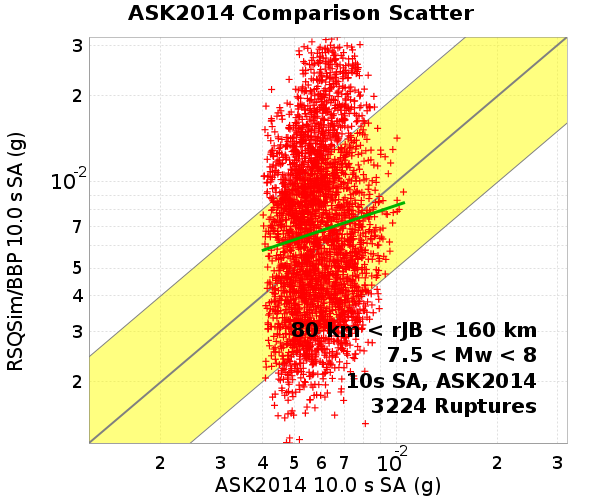 ASK2014 Comparison Scatter
RSQSim/BBP 10.0 s SA (g)
3
2
10-2
7
5
4
3
2
80 km < rJB < 160 km
7.5 < Mw < 8
10s SA, ASK2014
3224 Ruptures
2 3 4 5 6 7 10-2 2 3
ASK2014 10.0 s SA (g)